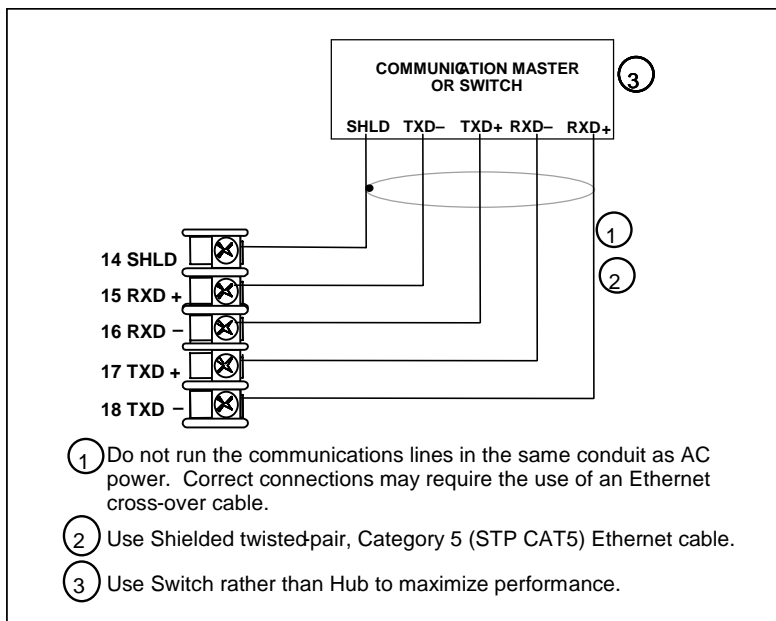 COMMUNICATION MASTER
OR SWITCH
3
SHLD TXD– TXD+ RXD– RXD+
1
2
14 SHLD
15 RXD +
16 RXD –
17 TXD +
18 TXD –
1 Do not run the communications lines in the same conduit as AC
power. Correct connections may require the use of an Ethernet
cross-over cable.
2 Use Shielded twisted-pair, Category 5 (STP CAT5) Ethernet cable.
3 Use Switch rather than Hub to maximize performance.